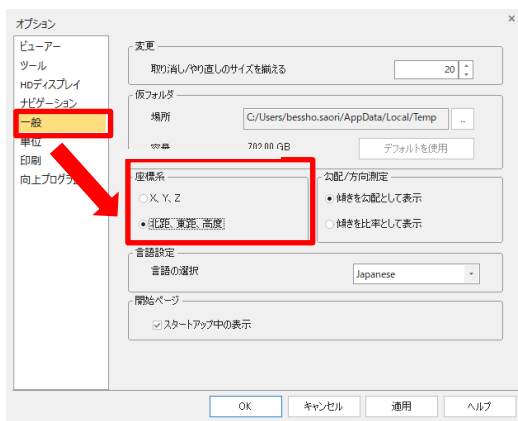 オプション
ビューアー
ツール
HDディスプレイ
ナビゲーション
一般
単位
印刷
向上プログラ
変更
取り消し/やり直しのサイズを揃える
20
仮フォルダ
場所
C:/Users/bessho.saori/AppData/Local/Temp
..
702.00 GB
デフォルトを使用
座標系
X, Y, Z
北距、東距、高度
勾配/方向測定
傾きを勾配として表示
傾きを比率として表示
言語設定
言語の選択
Japanese
開始ページ
スタートアップ中の表示
OK
キャンセル
適用
ヘルプ